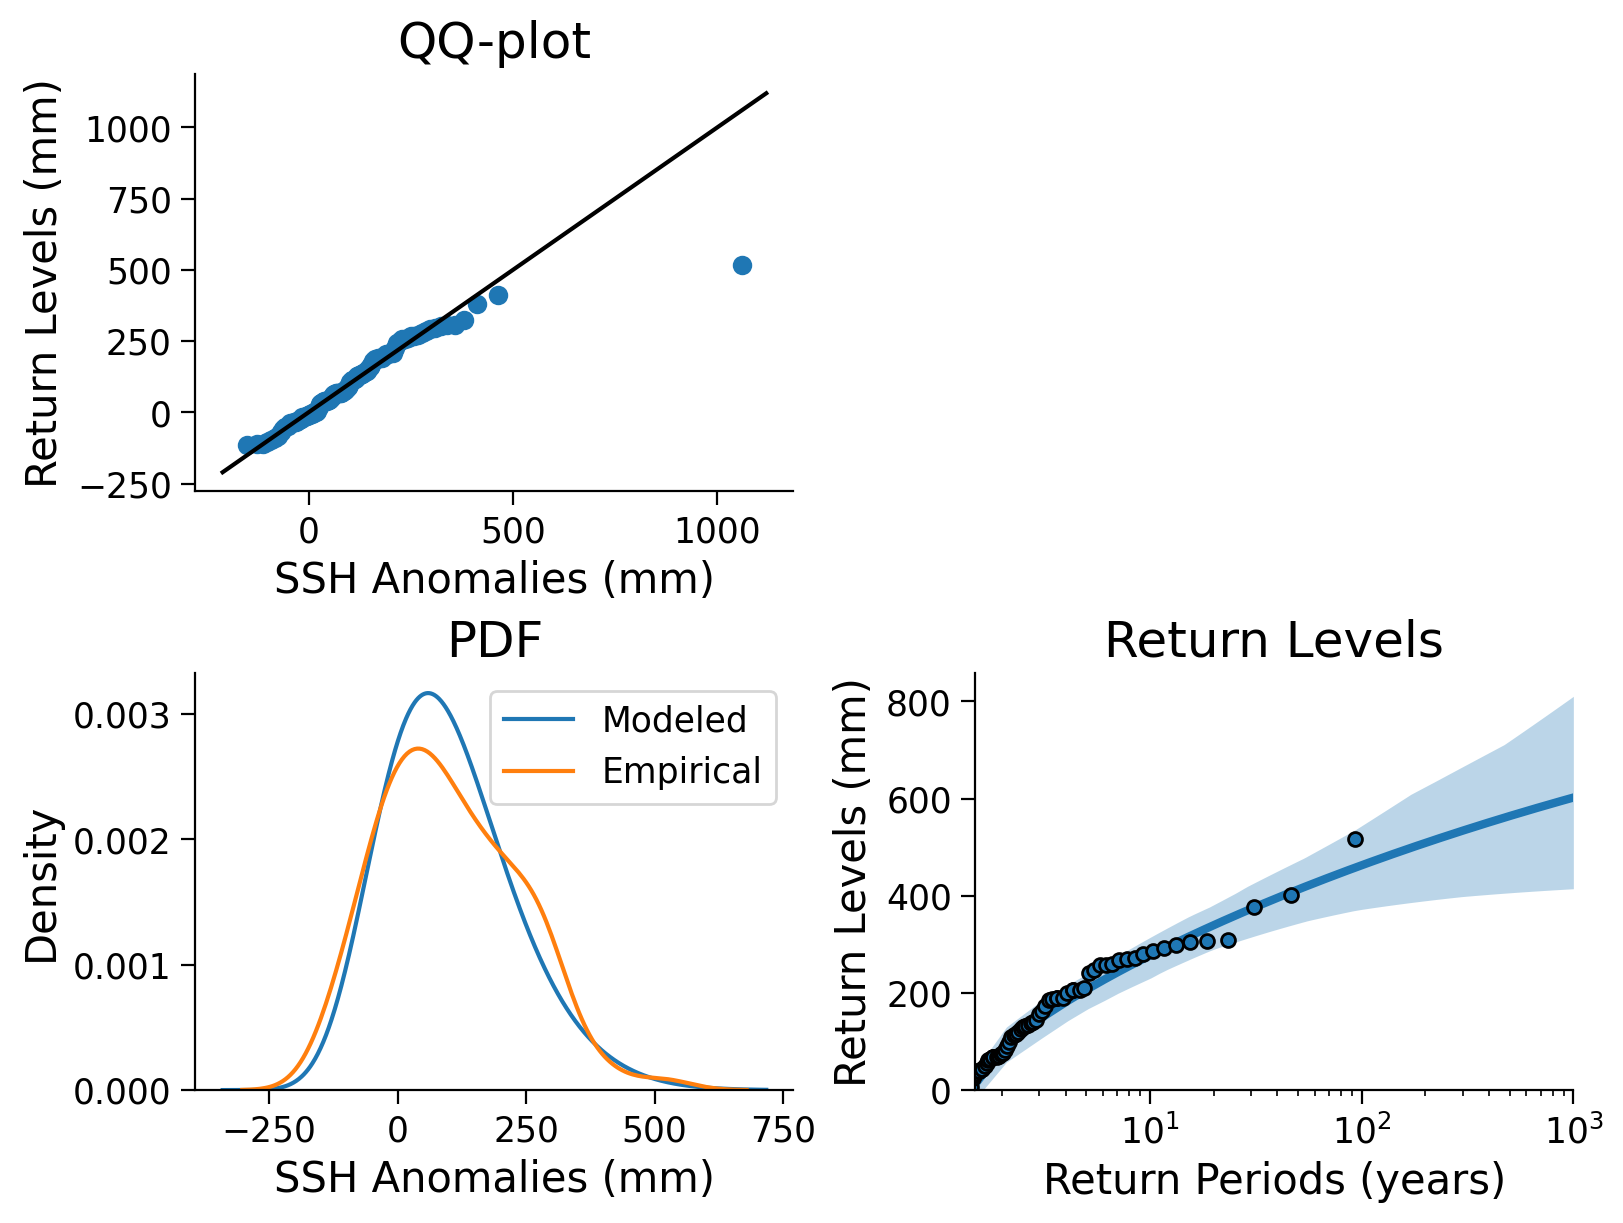 QQ-plot
Return Levels (mm)
1000
750
500
250
0
−250
0 500 1000
SSH Anomalies (mm)
PDF
Density
0.003
0.002
0.001
0.000
Modeled
Empirical
−250 0 250 500 750
SSH Anomalies (mm)
Return Levels
Return Levels (mm)
800
600
400
200
0
10¹ 10² 10³
Return Periods (years)